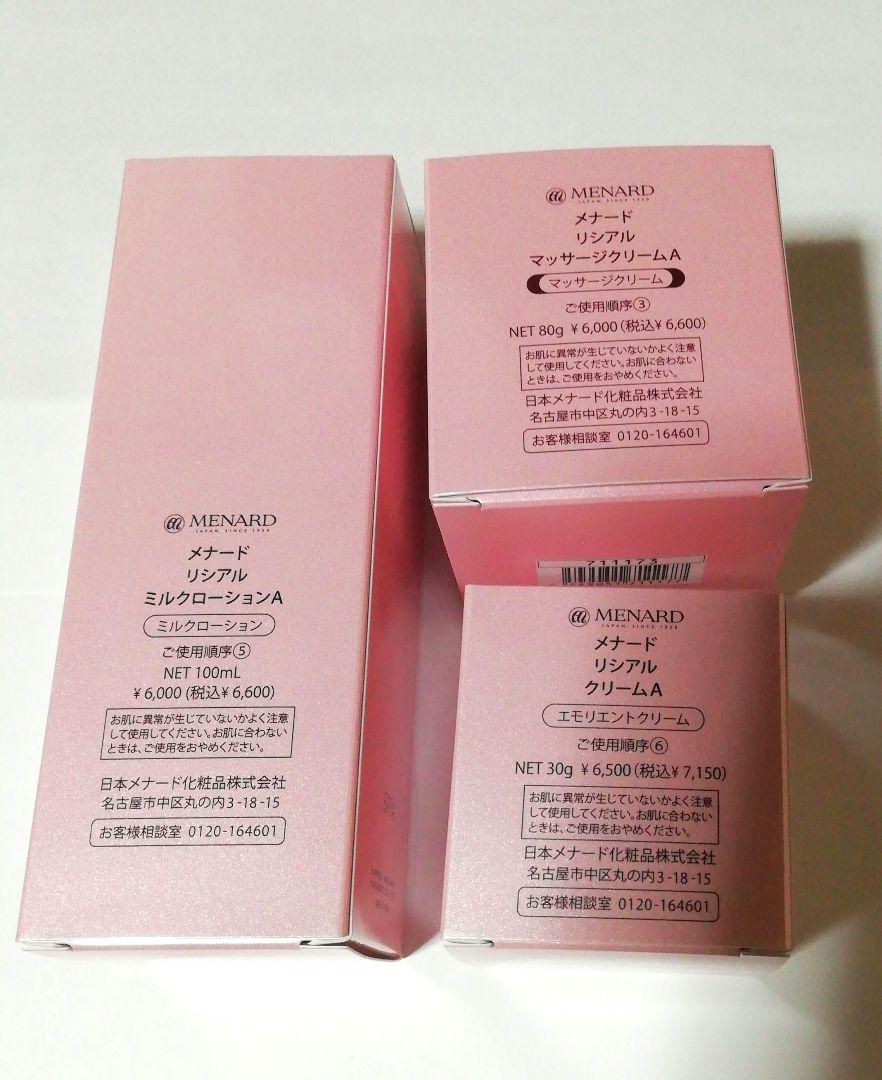 MENARD
JAPAN, SINCE 1959
メナード
リシアル
ミルクローションA
ミルクローション
ご使用順序⑤
NET 100mL
¥6,000(税込¥6,600)
お肌に異常が生じていないかよく注意
して使用してください。お肌に合わない
ときは、ご使用をおやめください。
日本メナード化粧品株式会社
名古屋市中区丸の内3-18-15
お客様相談室 0120-164601
MENARD
JAPAN, SINCE 1959
メナード
リシアル
マッサージクリームA
マッサージクリーム
ご使用順序③
NET 80g ¥6,000(税込¥6,600)
お肌に異常が生じていないかよく注意
して使用してください。お肌に合わない
ときは、ご使用をおやめください。
日本メナード化粧品株式会社
名古屋市中区丸の内3-18-15
お客様相談室 0120-164601
711173
MENARD
JAPAN, SINCE 1959
メナード
リシアル
クリームA
エモリエントクリーム
ご使用順序⑥
NET 30g ¥6,500(税込¥7,150)
お肌に異常が生じていないかよく注意
して使用してください。お肌に合わない
ときは、ご使用をおやめください。
日本メナード化粧品株式会社
名古屋市中区丸の内3-18-15
お客様相談室 0120-164601